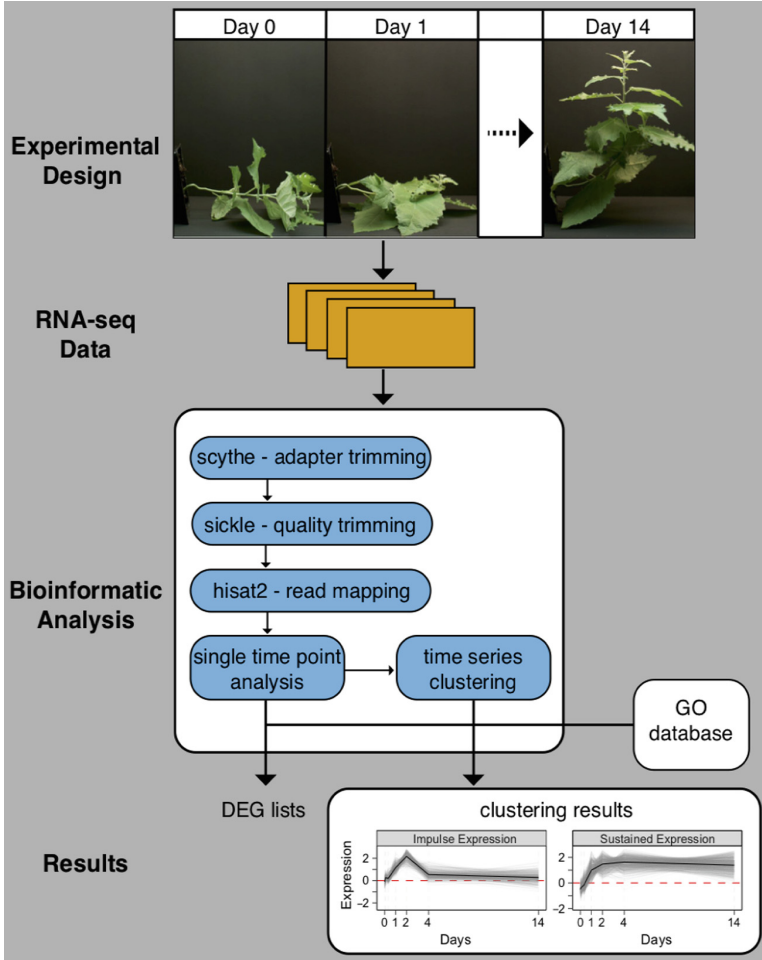 Day 0
Day 1
Day 14
Experimental
Design
RNA-seq
Data
Bioinformatic
Analysis
scythe - adapter trimming
sickle - quality trimming
hisat2 - read mapping
single time point
analysis
time series
clustering
GO
database
Results
DEG lists
clustering results
Impulse Expression
Expression
2
0
−2
0 1 2 4 14
Days
Sustained Expression
2
0
−2
0 1 2 4 14
Days